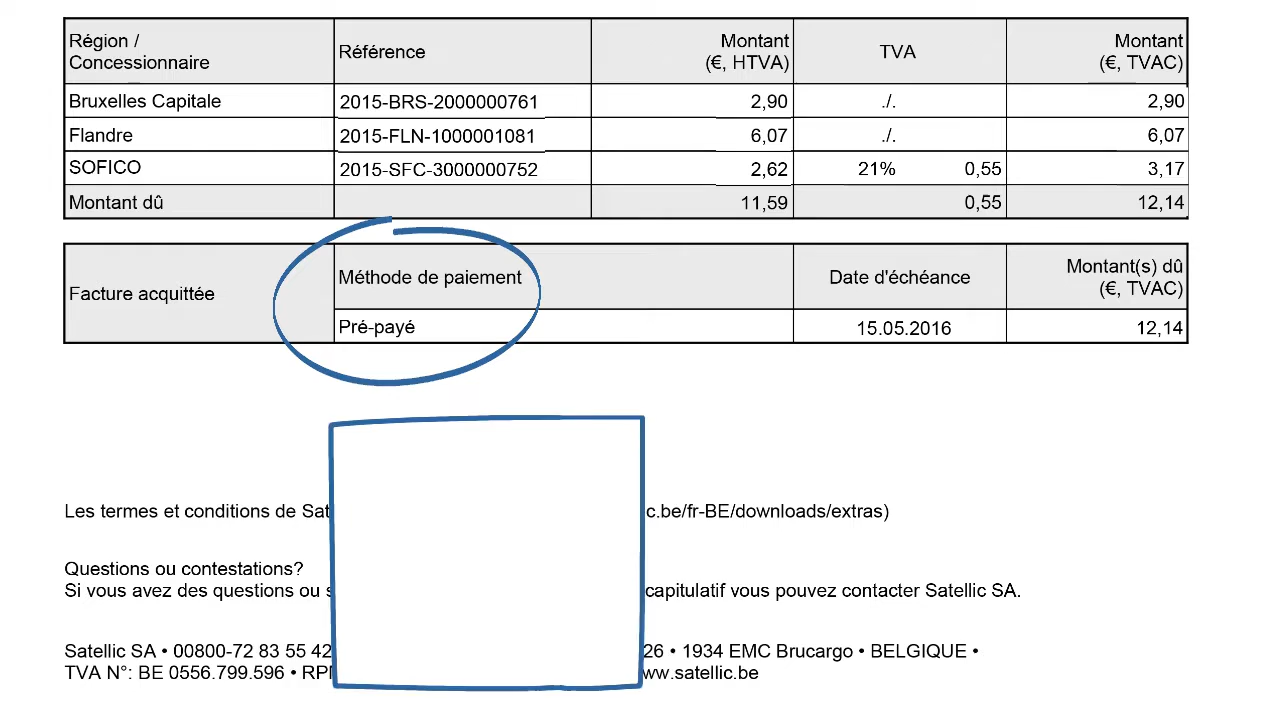 Région / Concessionnaire Référence Montant (€, HTVA) TVA Montant (€, TVAC)
Bruxelles Capitale 2015-BRS-2000000761 2,90 ./. 2,90
Flandre 2015-FLN-1000001081 6,07 ./. 6,07
SOFICO 2015-SFC-3000000752 2,62 21% 0,55 3,17
Montant dû 11,59 0,55 12,14
Facture acquittée Méthode de paiement Date d'échéance Montant(s) dû (€, TVAC)
Pré-payé 15.05.2016 12,14
Les termes et conditions de Sat c.be/fr-BE/downloads/extras)
Questions ou contestations?
Si vous avez des questions ou s capitulatif vous pouvez contacter Satellic SA.
Satellic SA • 00800-72 83 55 42 26 • 1934 EMC Brucargo • BELGIQUE •
TVA N°: BE 0556.799.596 • RP ww.satellic.be